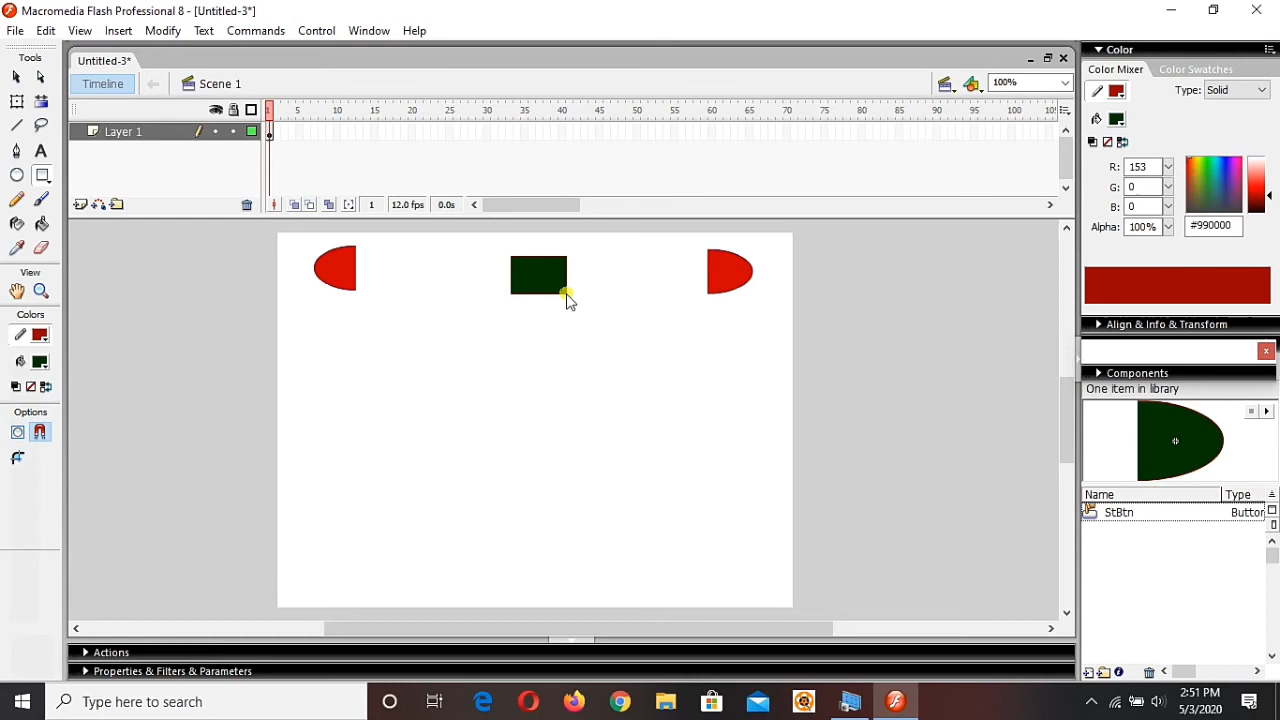 Macromedia Flash Professional 8 - [Untitled-3*]
File Edit View Insert Modify Text Commands Control Window Help
Tools
Untitled-3*
Timeline
Scene 1
100%
1 5 10 15 20 25 30 35 40 45 50 55 60 65 70 75 80 85 90 95 100 105
Layer 1
1 12.0 fps 0.0s
View
Colors
Options
Color
Color Mixer Color Swatches
Type: Solid
R: 153
G: 0
B: 0
Alpha: 100%
#990000
Align & Info & Transform
Components
One item in library
Name Type
StBtn Button
Actions
Properties & Filters & Parameters
Type here to search
2:51 PM
5/3/2020